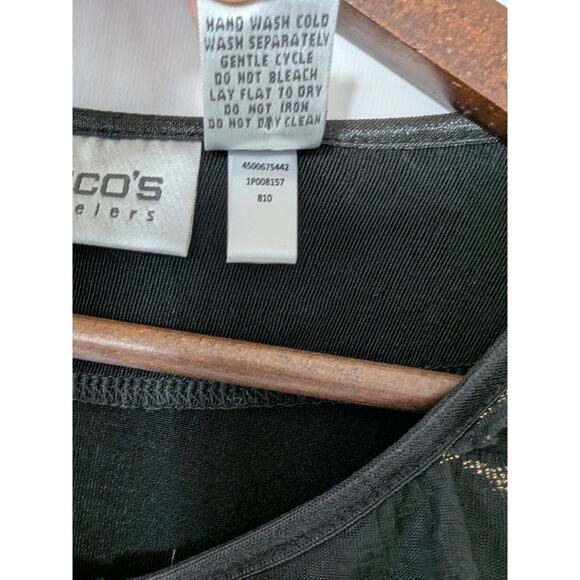 HAND WASH COLD
WASH SEPARATELY
GENTLE CYCLE
DO NOT BLEACH
LAY FLAT TO DRY
DO NOT IRON
DO NOT DRY CLEAN
ICO'S
elers
4500675442
1P008157
810